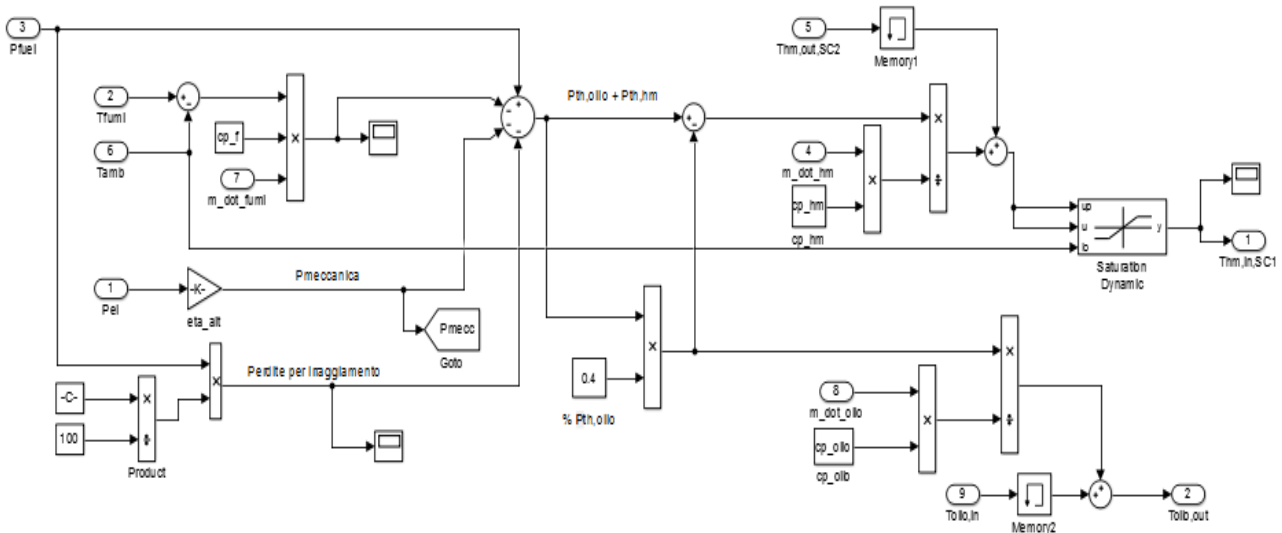 3
Pfuel
5
Thm,out,SC2
Memory1
2
Tfumi
6
Tamb
cp_f
7
m_dot_fumi
×
+
-
-
+
-
-
Pth,olio + Pth,hm
+
-
4
m_dot_hm
cp_hm
cp_hm
×
×
÷
+
+
up
u
lo
y
Saturation
Dynamic
1
Thm,in,SC1
1
Pel
-K-
eta_alt
Pmeccanica
Pmecc
Goto
Perdite per irraggiamento
-C-
100
×
÷
Product
×
0.4
% Pth,olio
×
8
m_dot_olio
cp_olio
cp_olio
×
×
÷
9
Tolio,in
Memory2
+
+
2
Tolio,out